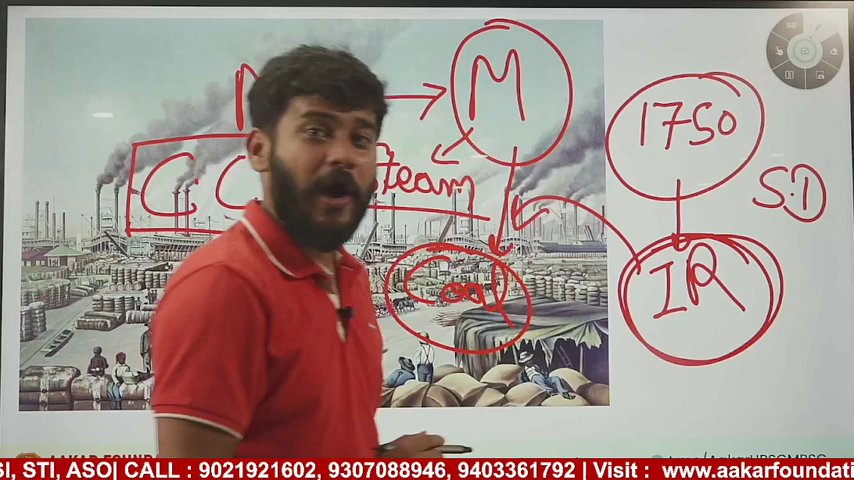 M
1750
S.D
C C
Steam
Coal
IR
SI, STI, ASO| CALL : 9021921602, 9307088946, 9403361792 | Visit : www.aakarfoundati